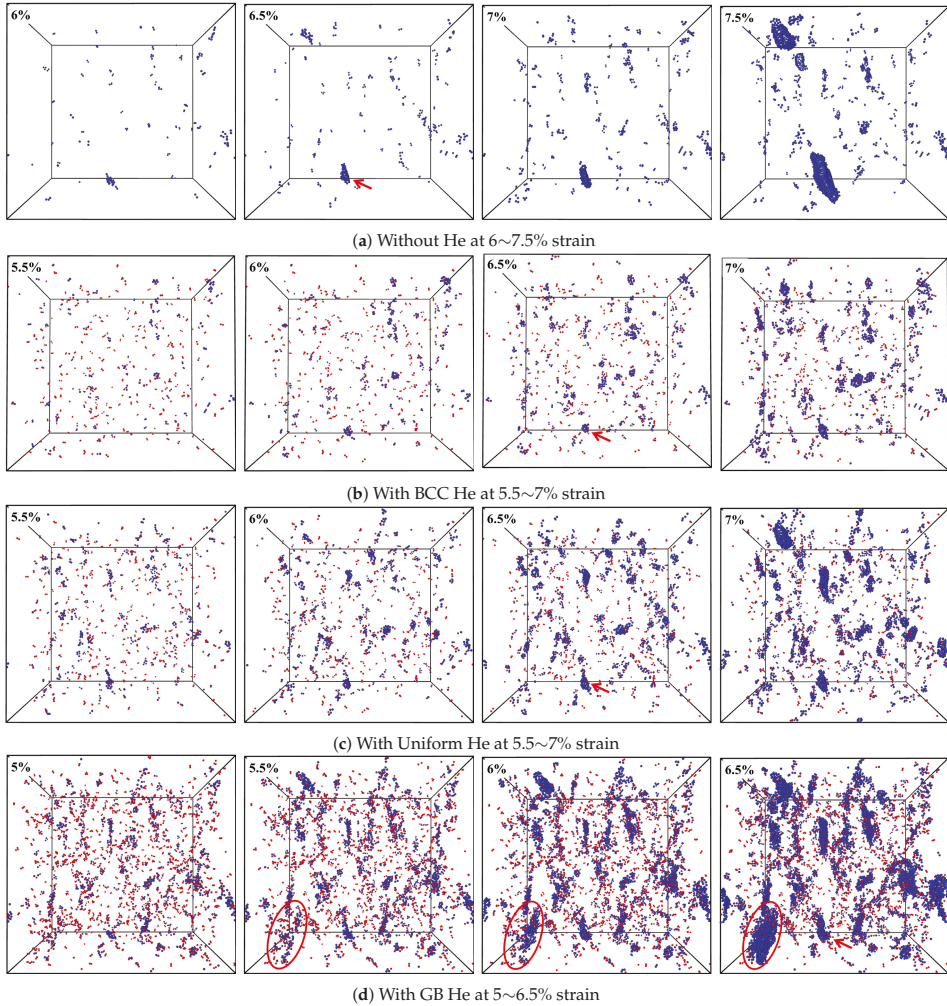 6% 6.5% 7% 7.5%
(a) Without He at 6~7.5% strain
5.5% 6% 6.5% 7%
(b) With BCC He at 5.5~7% strain
5.5% 6% 6.5% 7%
(c) With Uniform He at 5.5~7% strain
5% 5.5% 6% 6.5%
(d) With GB He at 5~6.5% strain